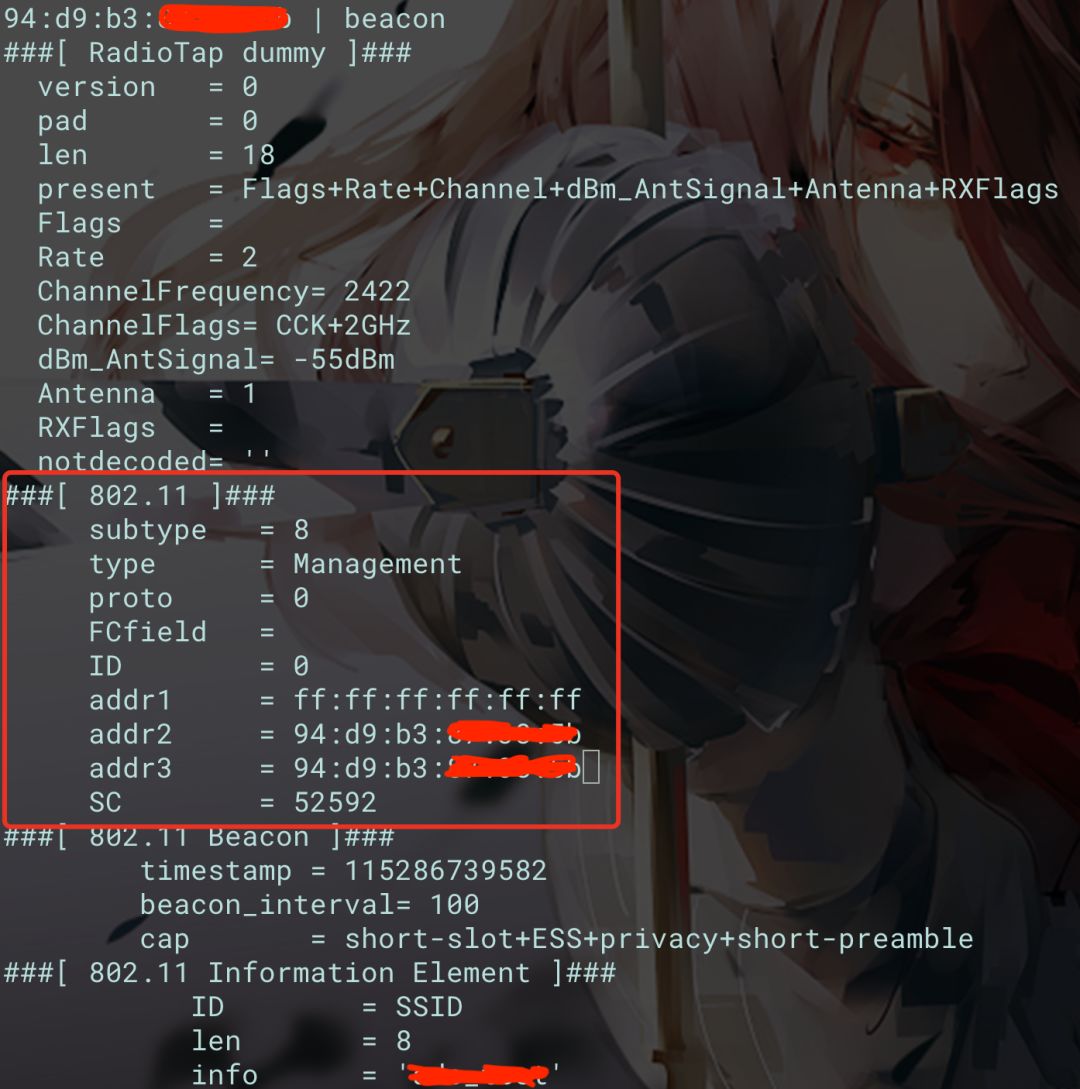 94:d9:b3: | beacon
###[ RadioTap dummy ]###
version = 0
pad = 0
len = 18
present = Flags+Rate+Channel+dBm_AntSignal+Antenna+RXFlags
Flags =
Rate = 2
ChannelFrequency= 2422
ChannelFlags= CCK+2GHz
dBm_AntSignal= -55dBm
Antenna = 1
RXFlags =
notdecoded= ''
###[ 802.11 ]###
subtype = 8
type = Management
proto = 0
FCfield =
ID = 0
addr1 = ff:ff:ff:ff:ff:ff
addr2 = 94:d9:b3:
addr3 = 94:d9:b3:
SC = 52592
###[ 802.11 Beacon ]###
timestamp = 115286739582
beacon_interval= 100
cap = short-slot+ESS+privacy+short-preamble
###[ 802.11 Information Element ]###
ID = SSID
len = 8
info = ' '